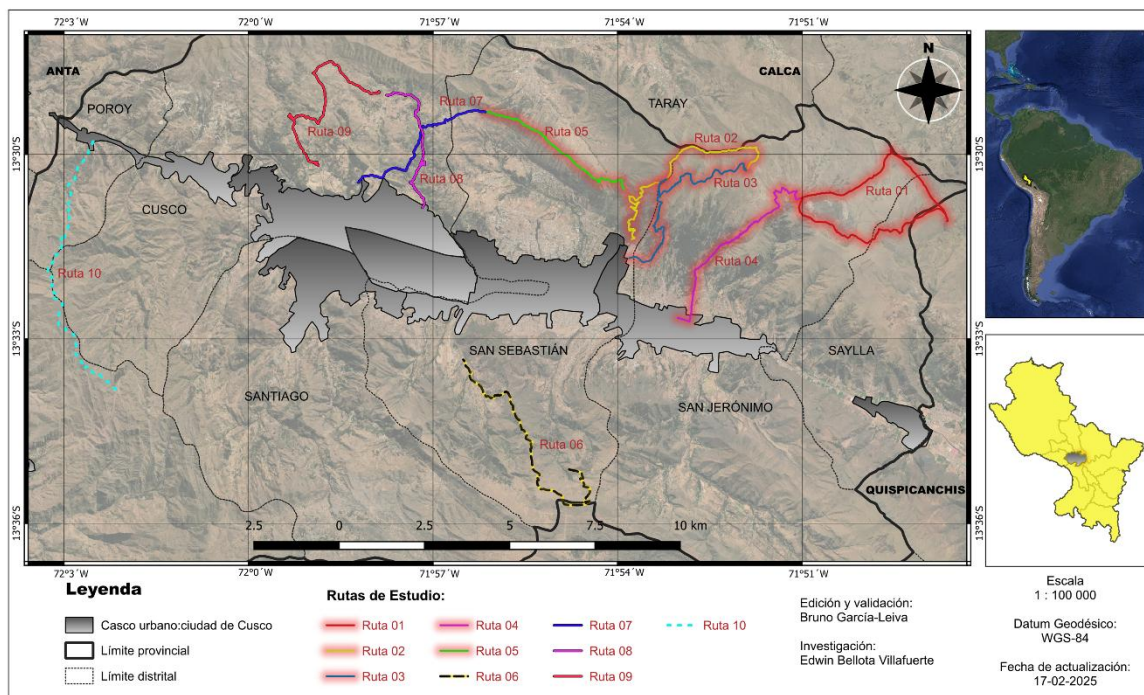 72°3´W
72°0´W
71°57´W
71°54´W
71°51´W
N
ANTA
CALCA
POROY
TARAY
Ruta 07
Ruta 09
Ruta 05
Ruta 02
13°30´S
13°30´S
Ruta 03
Ruta 08
Ruta 01
CUSCO
Ruta 10
Ruta 04
13°33´S
13°33´S
SAN SEBASTIÁN
SAYLLA
SANTIAGO
SAN JERÓNIMO
Ruta 06
QUISPICANCHIS
13°36´S
13°36´S
2.5 0 2.5 5 7.5 10 km
72°3´W
72°0´W
71°57´W
71°54´W
71°51´W
Leyenda
Casco urbano:ciudad de Cusco
Límite provincial
Límite distrital
Rutas de Estudio:
Ruta 01
Ruta 02
Ruta 03
Ruta 04
Ruta 05
Ruta 06
Ruta 07
Ruta 08
Ruta 09
Ruta 10
Edición y validación:
Bruno García-Leiva
Investigación:
Edwin Bellota Villafuerte
Escala
1 : 100 000
Datum Geodésico:
WGS-84
Fecha de actualización:
17-02-2025